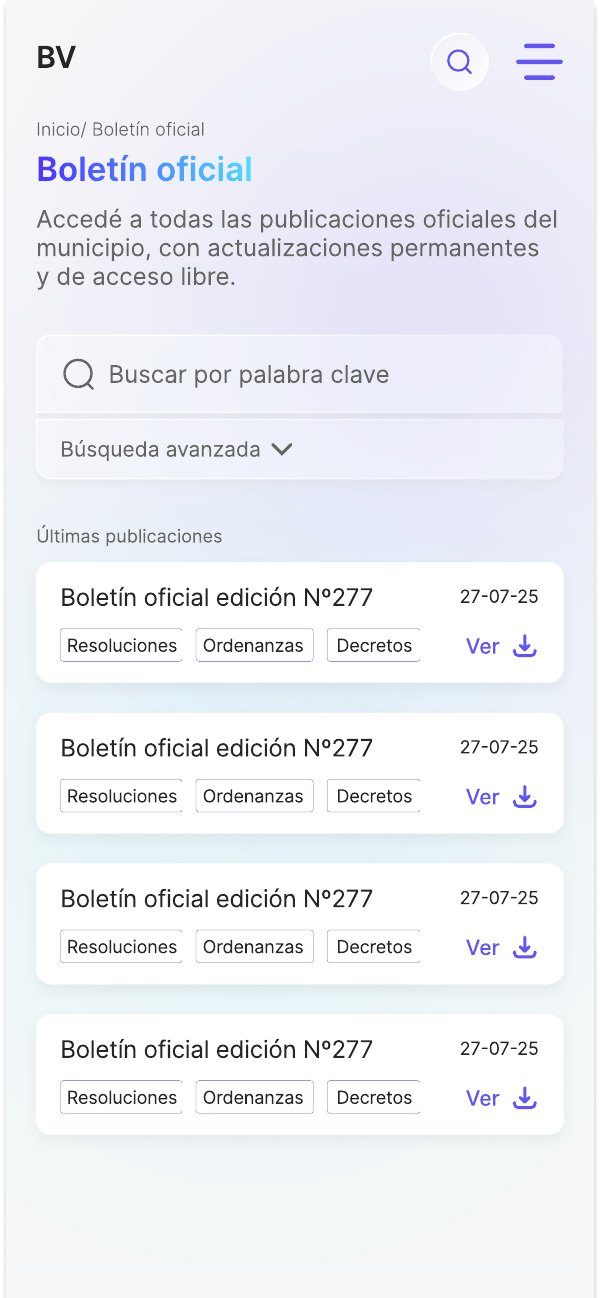 BV
Inicio/ Boletín oficial
Boletín oficial
Accedé a todas las publicaciones oficiales del
municipio, con actualizaciones permanentes
y de acceso libre.
Buscar por palabra clave
Búsqueda avanzada
Últimas publicaciones
Boletín oficial edición Nº277 27-07-25
Resoluciones Ordenanzas Decretos Ver
Boletín oficial edición Nº277 27-07-25
Resoluciones Ordenanzas Decretos Ver
Boletín oficial edición Nº277 27-07-25
Resoluciones Ordenanzas Decretos Ver
Boletín oficial edición Nº277 27-07-25
Resoluciones Ordenanzas Decretos Ver